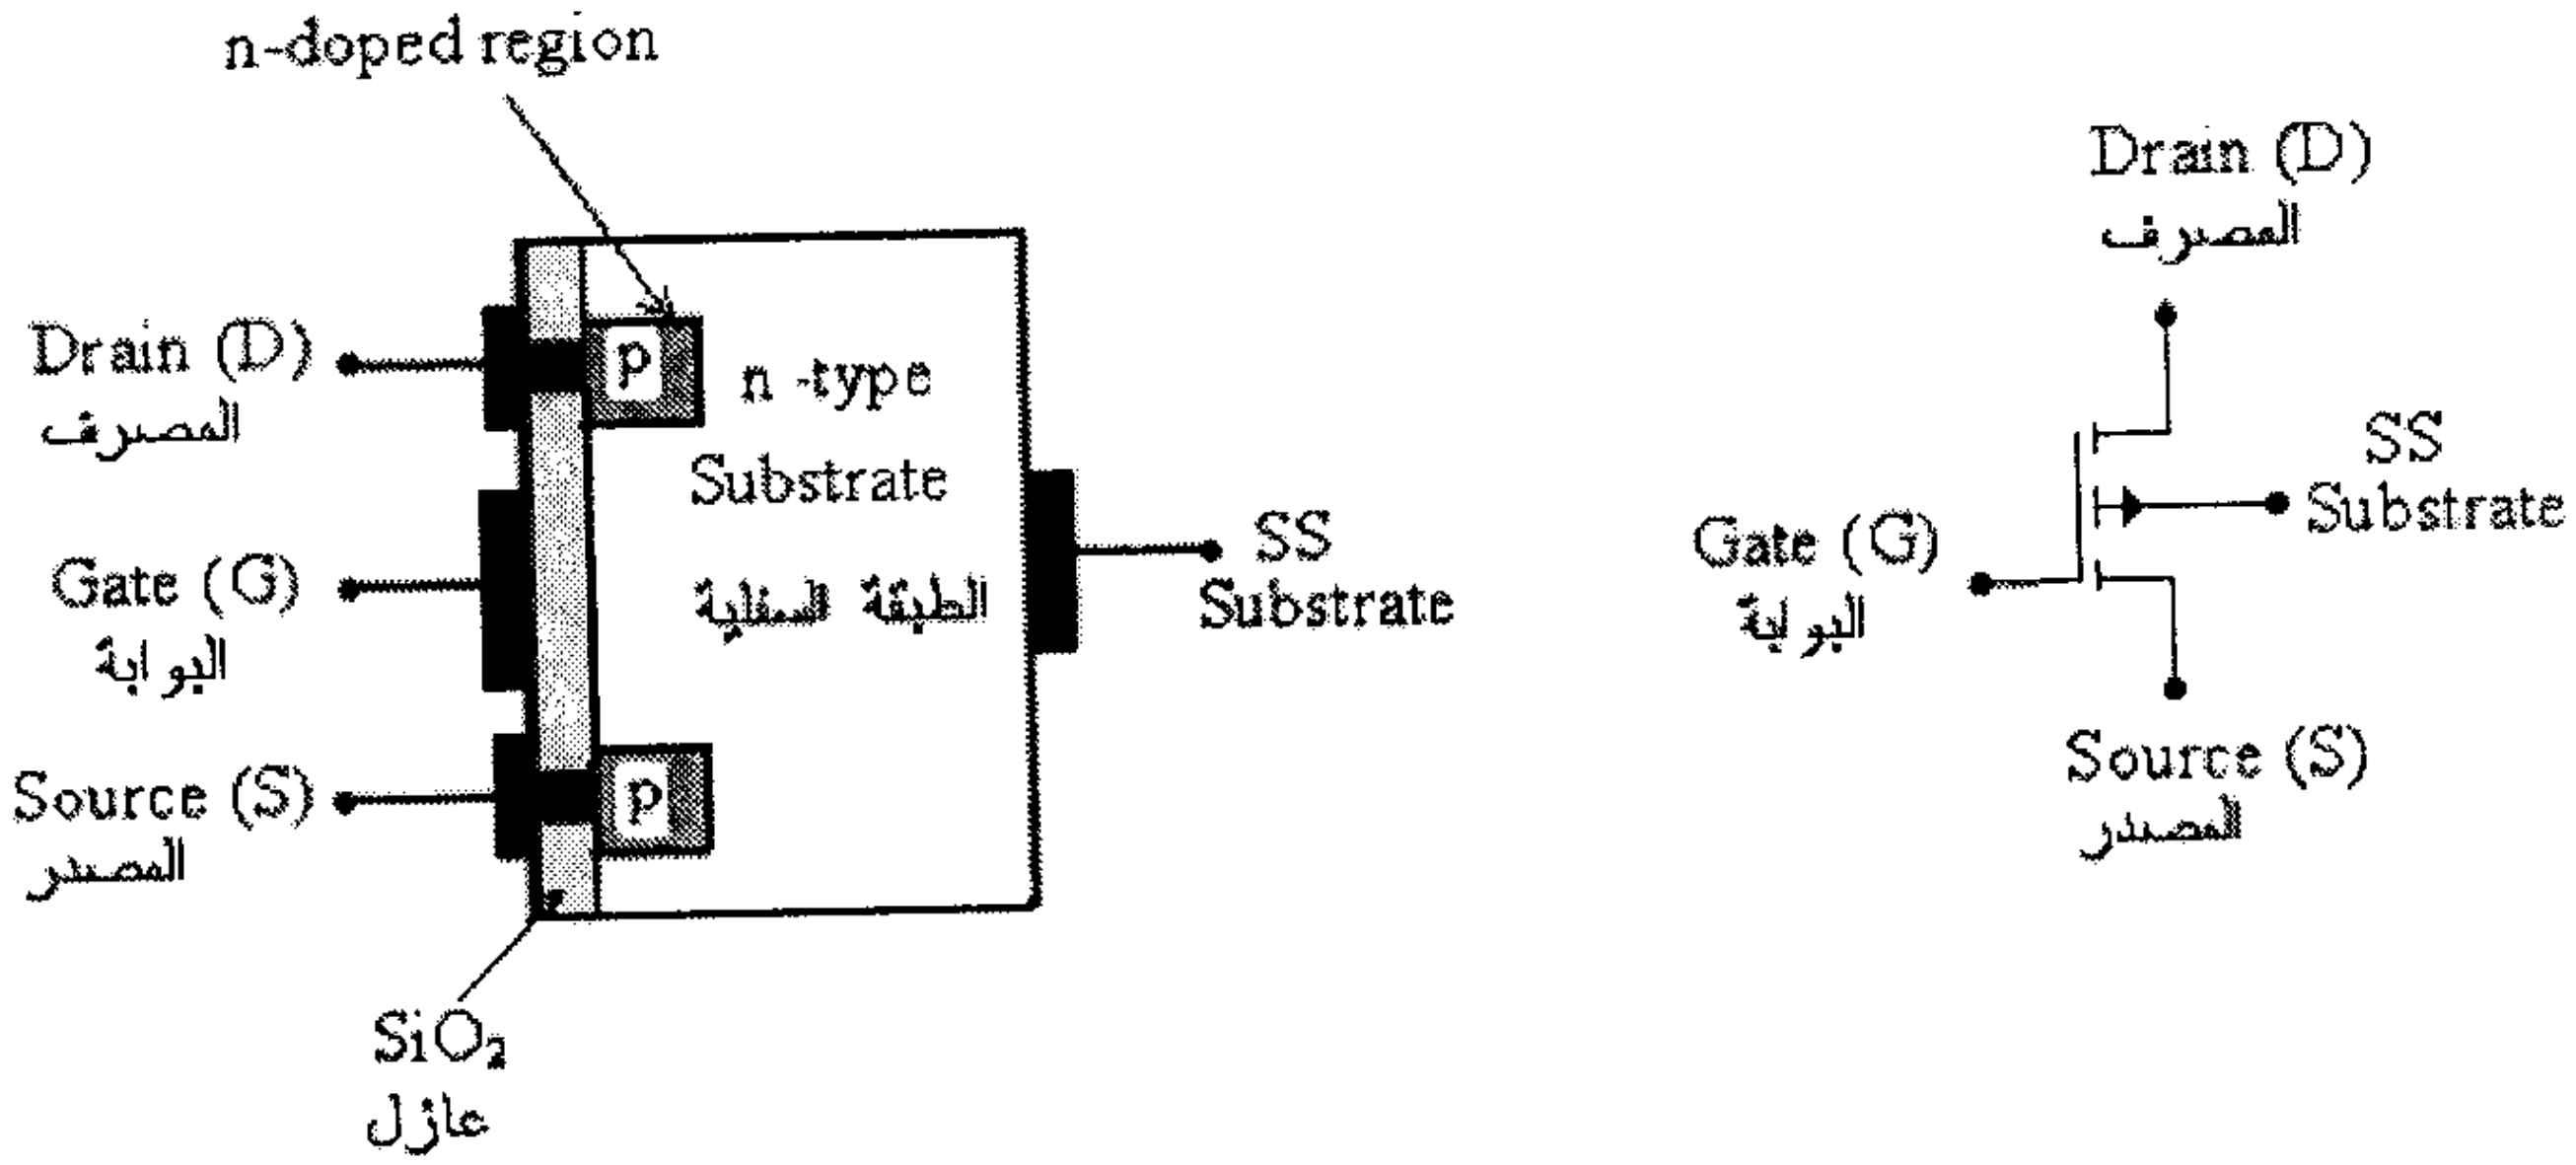 n-doped region
Drain (D)
المصرف
p
n -type
Substrate
الطبقة السفلية
Gate (G)
البوابة
SS
Substrate
Source (S)
المصدر
p
SiO₂
عازل
Drain (D)
المصرف
SS
Substrate
Gate (G)
البوابة
Source (S)
المصدر